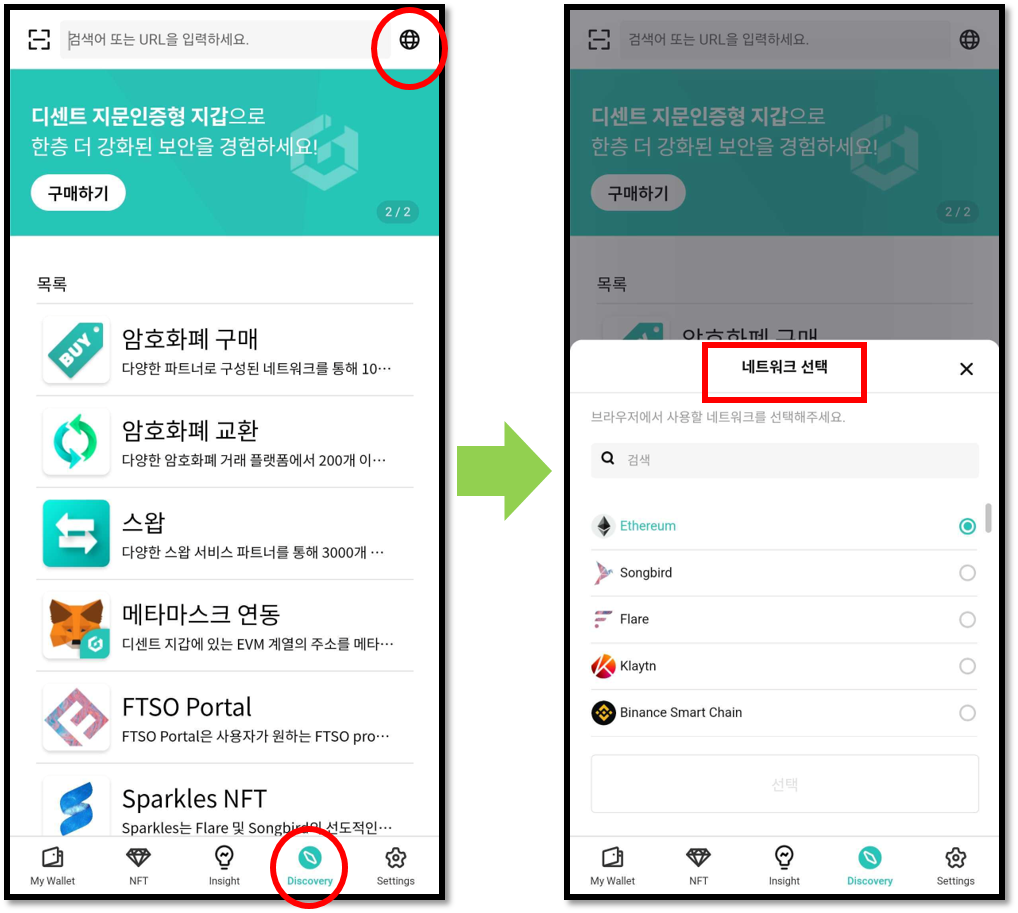 검색어 또는 URL을 입력하세요.
디센트 지문인증형 지갑으로
한층 더 강화된 보안을 경험하세요!
구매하기
2 / 2
목록
BUY
암호화폐 구매
다양한 파트너로 구성된 네트워크를 통해 10…
암호화폐 교환
다양한 암호화폐 거래 플랫폼에서 200개 이…
스왑
다양한 스왑 서비스 파트너를 통해 3000개 …
메타마스크 연동
디센트 지갑에 있는 EVM 계열의 주소를 메타…
FTSO Portal
FTSO Portal은 사용자가 원하는 FTSO pro…
Sparkles NFT
Sparkles는 Flare 및 Songbird의 선도적인…
My Wallet
NFT
Insight
Discovery
Settings
검색어 또는 URL을 입력하세요.
디센트 지문인증형 지갑으로
한층 더 강화된 보안을 경험하세요!
구매하기
2 / 2
목록
암호화폐 구매
네트워크 선택
브라우저에서 사용할 네트워크를 선택해주세요.
검색
Ethereum
Songbird
Flare
Klaytn
Binance Smart Chain
선택
My Wallet
NFT
Insight
Discovery
Settings